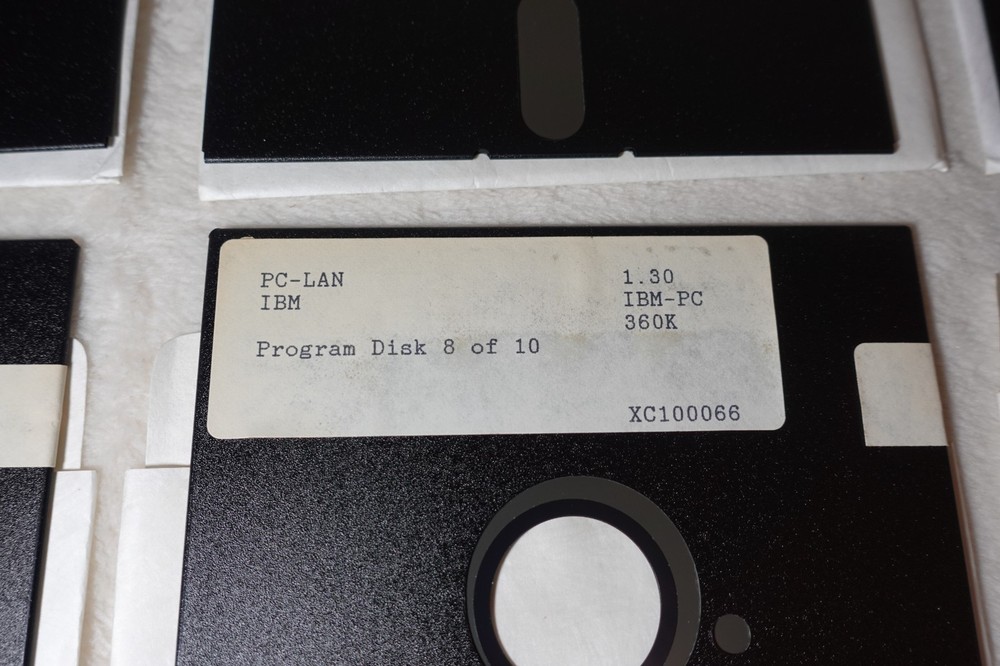 PC-LAN 1.30
IBM IBM-PC
360K
Program Disk 8 of 10
XC100066